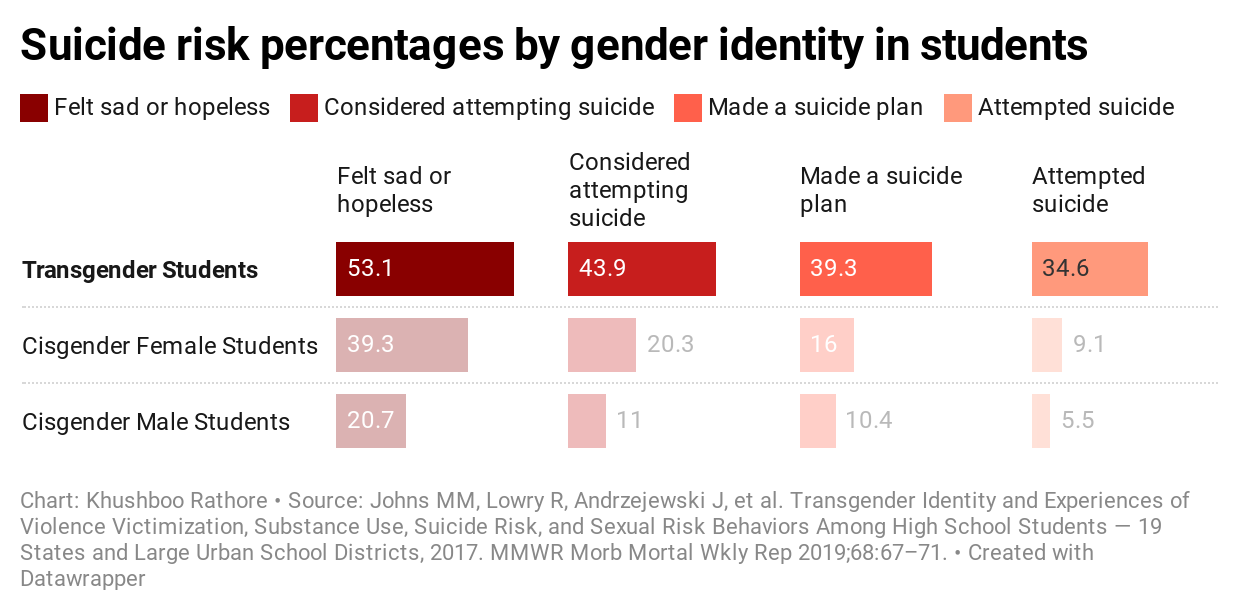 Suicide risk percentages by gender identity in students
Felt sad or hopeless Considered attempting suicide Made a suicide plan Attempted suicide
Felt sad or hopeless
Considered attempting suicide
Made a suicide plan
Attempted suicide
Transgender Students 53.1 43.9 39.3 34.6
Cisgender Female Students 39.3 20.3 16 9.1
Cisgender Male Students 20.7 11 10.4 5.5
Chart: Khushboo Rathore • Source: Johns MM, Lowry R, Andrzejewski J, et al. Transgender Identity and Experiences of
Violence Victimization, Substance Use, Suicide Risk, and Sexual Risk Behaviors Among High School Students — 19
States and Large Urban School Districts, 2017. MMWR Morb Mortal Wkly Rep 2019;68:67–71. • Created with
Datawrapper